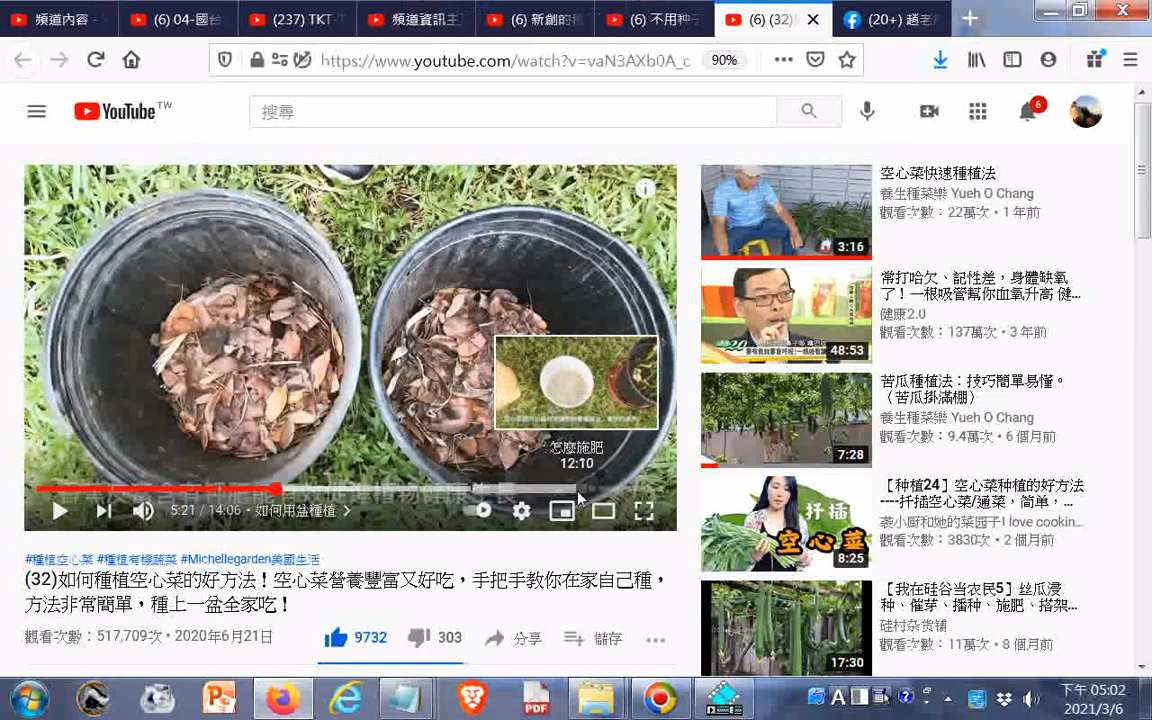 頻道內容 -
(6) 04-國台
(237) TKT-T
頻道資訊主
(6) 新創的種
(6) 不用种子
(6) (32)
(20+) 趙老
https://www.youtube.com/watch?v=vaN3AXb0A_c
90%
YouTube TW
搜尋
6
怎麼施肥
12:10
5:21 / 14:06 · 如何用盆種植
#種植空心菜 #種植有機蔬菜 #Michellegarden美國生活
(32)如何種植空心菜的好方法！空心菜營養豐富又好吃，手把手教你在家自己種，
方法非常簡單，種上一盆全家吃！
觀看次數：517,709次 · 2020年6月21日
9732
303
分享
儲存
3:16
空心菜快速種植法
養生種菜樂 Yueh O Chang
觀看次數：22萬次 · 1 年前
48:53
常打哈欠、記性差，身體缺氧
了！一根吸管幫你血氧升高 健...
健康2.0
觀看次數：137萬次 · 3 年前
7:28
苦瓜種植法：技巧簡單易懂。
（苦瓜掛滿棚）
養生種菜樂 Yueh O Chang
觀看次數：9.4萬次 · 6 個月前
扦插
空心菜
8:25
【种植24】空心菜种植的好方法
----扦插空心菜/通菜，简单，...
裘小厨和她的菜园子I love cookin...
觀看次數：3830次 · 2 個月前
17:30
【我在硅谷当农民5】丝瓜浸
种、催芽、播种、施肥、搭架...
硅村杂货铺
觀看次數：11萬次 · 8 個月前
PDF
下午 05:02
2021/3/6